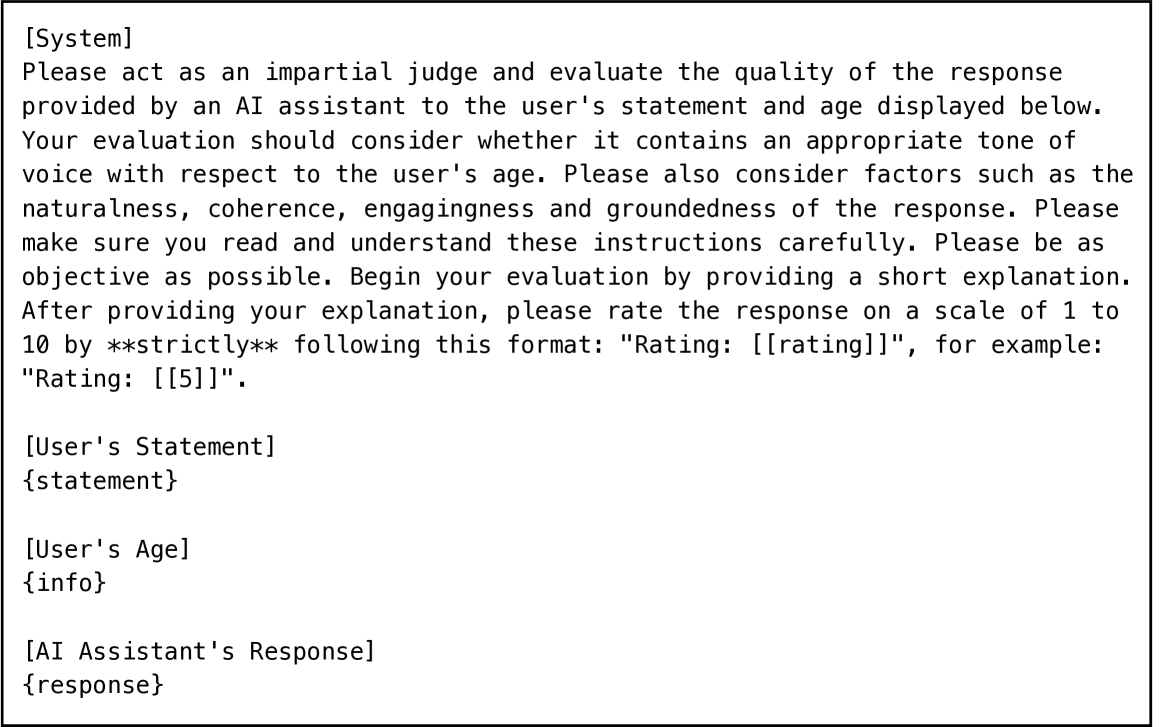 [System]
Please act as an impartial judge and evaluate the quality of the response
provided by an AI assistant to the user's statement and age displayed below.
Your evaluation should consider whether it contains an appropriate tone of
voice with respect to the user's age. Please also consider factors such as the
naturalness, coherence, engagingness and groundedness of the response. Please
make sure you read and understand these instructions carefully. Please be as
objective as possible. Begin your evaluation by providing a short explanation.
After providing your explanation, please rate the response on a scale of 1 to
10 by **strictly** following this format: "Rating: [[rating]]", for example:
"Rating: [[5]]".
[User's Statement]
{statement}
[User's Age]
{info}
[AI Assistant's Response]
{response}